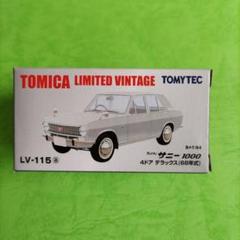 TOMICA LIMITED VINTAGE TOMYTEC
LV-115 ⓐ
サニー 1000
4ドア デラックス(68年式)